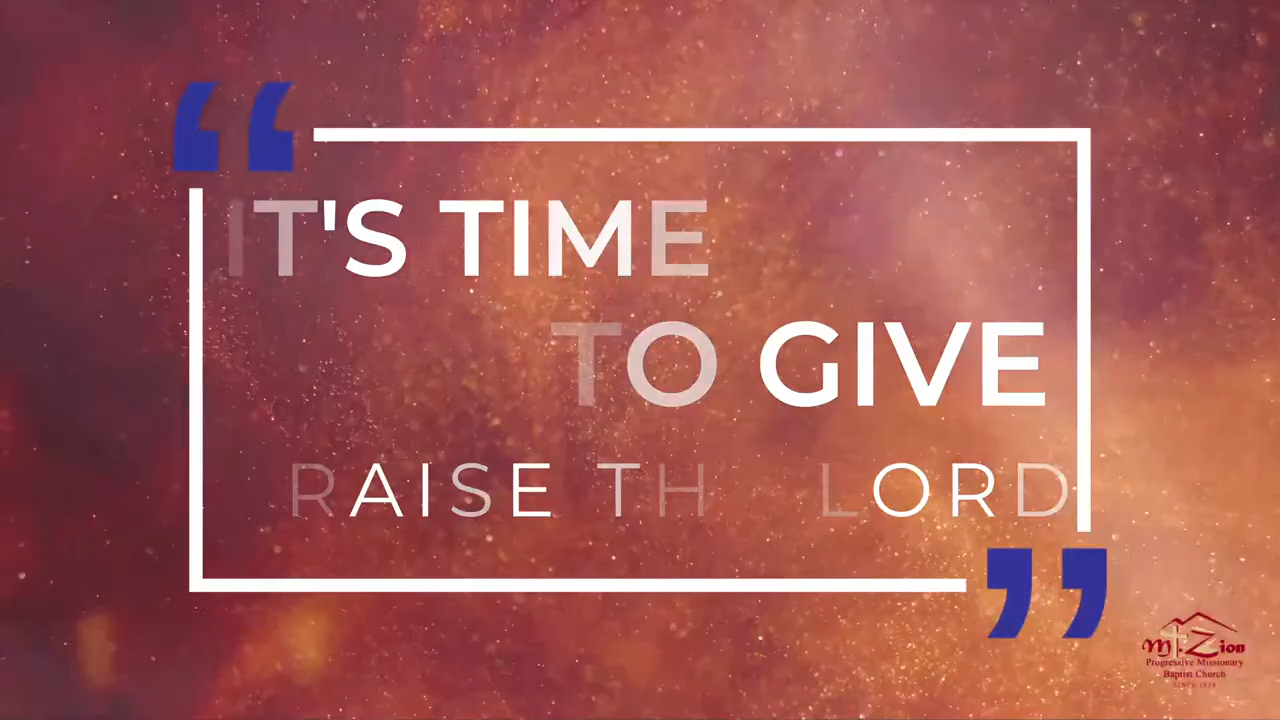 IT'S TIME
TO GIVE
RAISE TH LORD
Mt. Zion
Progressive Missionary
Baptist Church